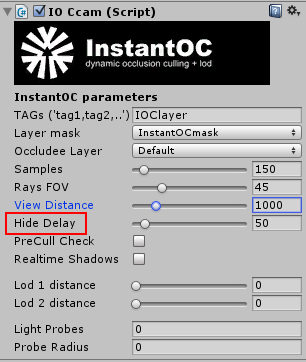 IO Ccam (Script)
InstantOC
dynamic occlusion culling + lod
InstantOC parameters
TAGs ('tag1,tag2,..') IOClayer
Layer mask InstantOCmask
Occludee Layer Default
Samples 150
Rays FOV 45
View Distance 1000
Hide Delay 50
PreCull Check
Realtime Shadows
Lod 1 distance 0
Lod 2 distance 0
Light Probes 0
Probe Radius 0